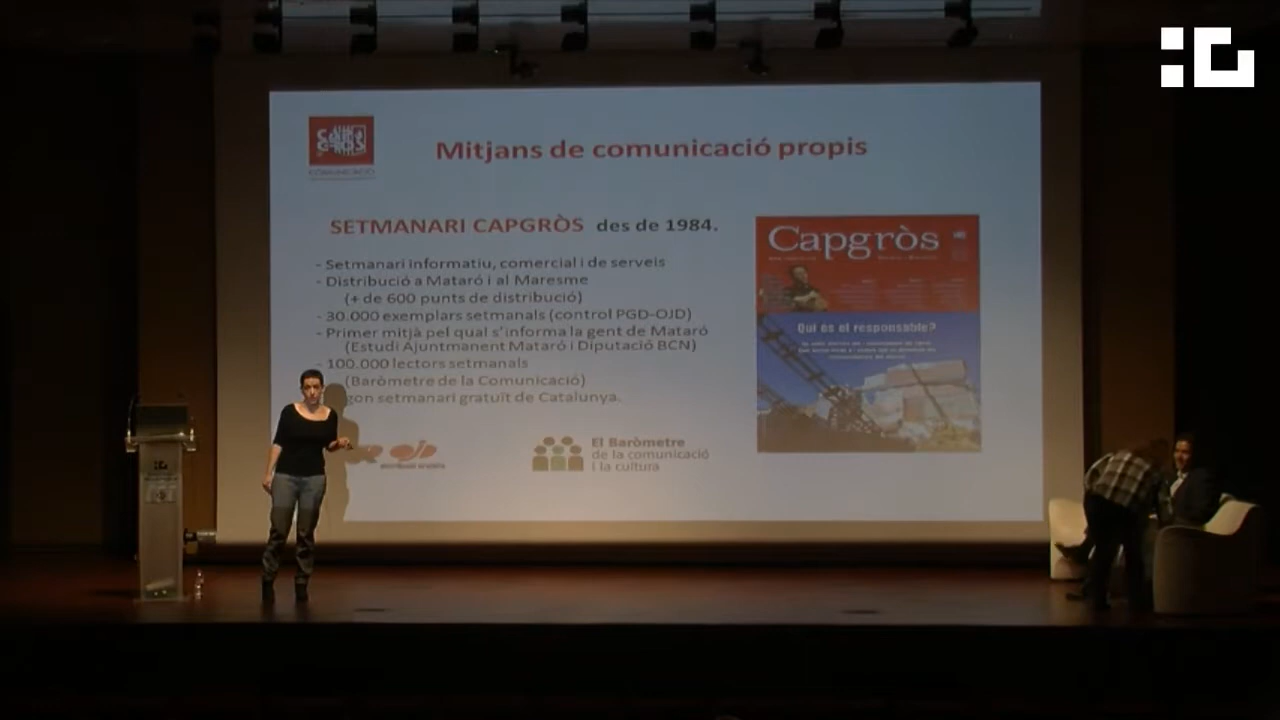 CAPGRÒS
COMUNICACIÓ
Mitjans de comunicació propis
SETMANARI CAPGRÒS des de 1984.
- Setmanari informatiu, comercial i de serveis
- Distribució a Mataró i al Maresme
(+ de 600 punts de distribució)
- 30.000 exemplars setmanals (control PGD-OJD)
- Primer mitjà pel qual s'informa la gent de Mataró
(Estudi Ajuntmanent Mataró i Diputació BCN)
- 100.000 lectors setmanals
(Baròmetre de la Comunicació)
gon setmanari gratuït de Catalunya.
Capgròs
Qui és el responsable?
ojd
El Baròmetre
de la comunicació
i la cultura